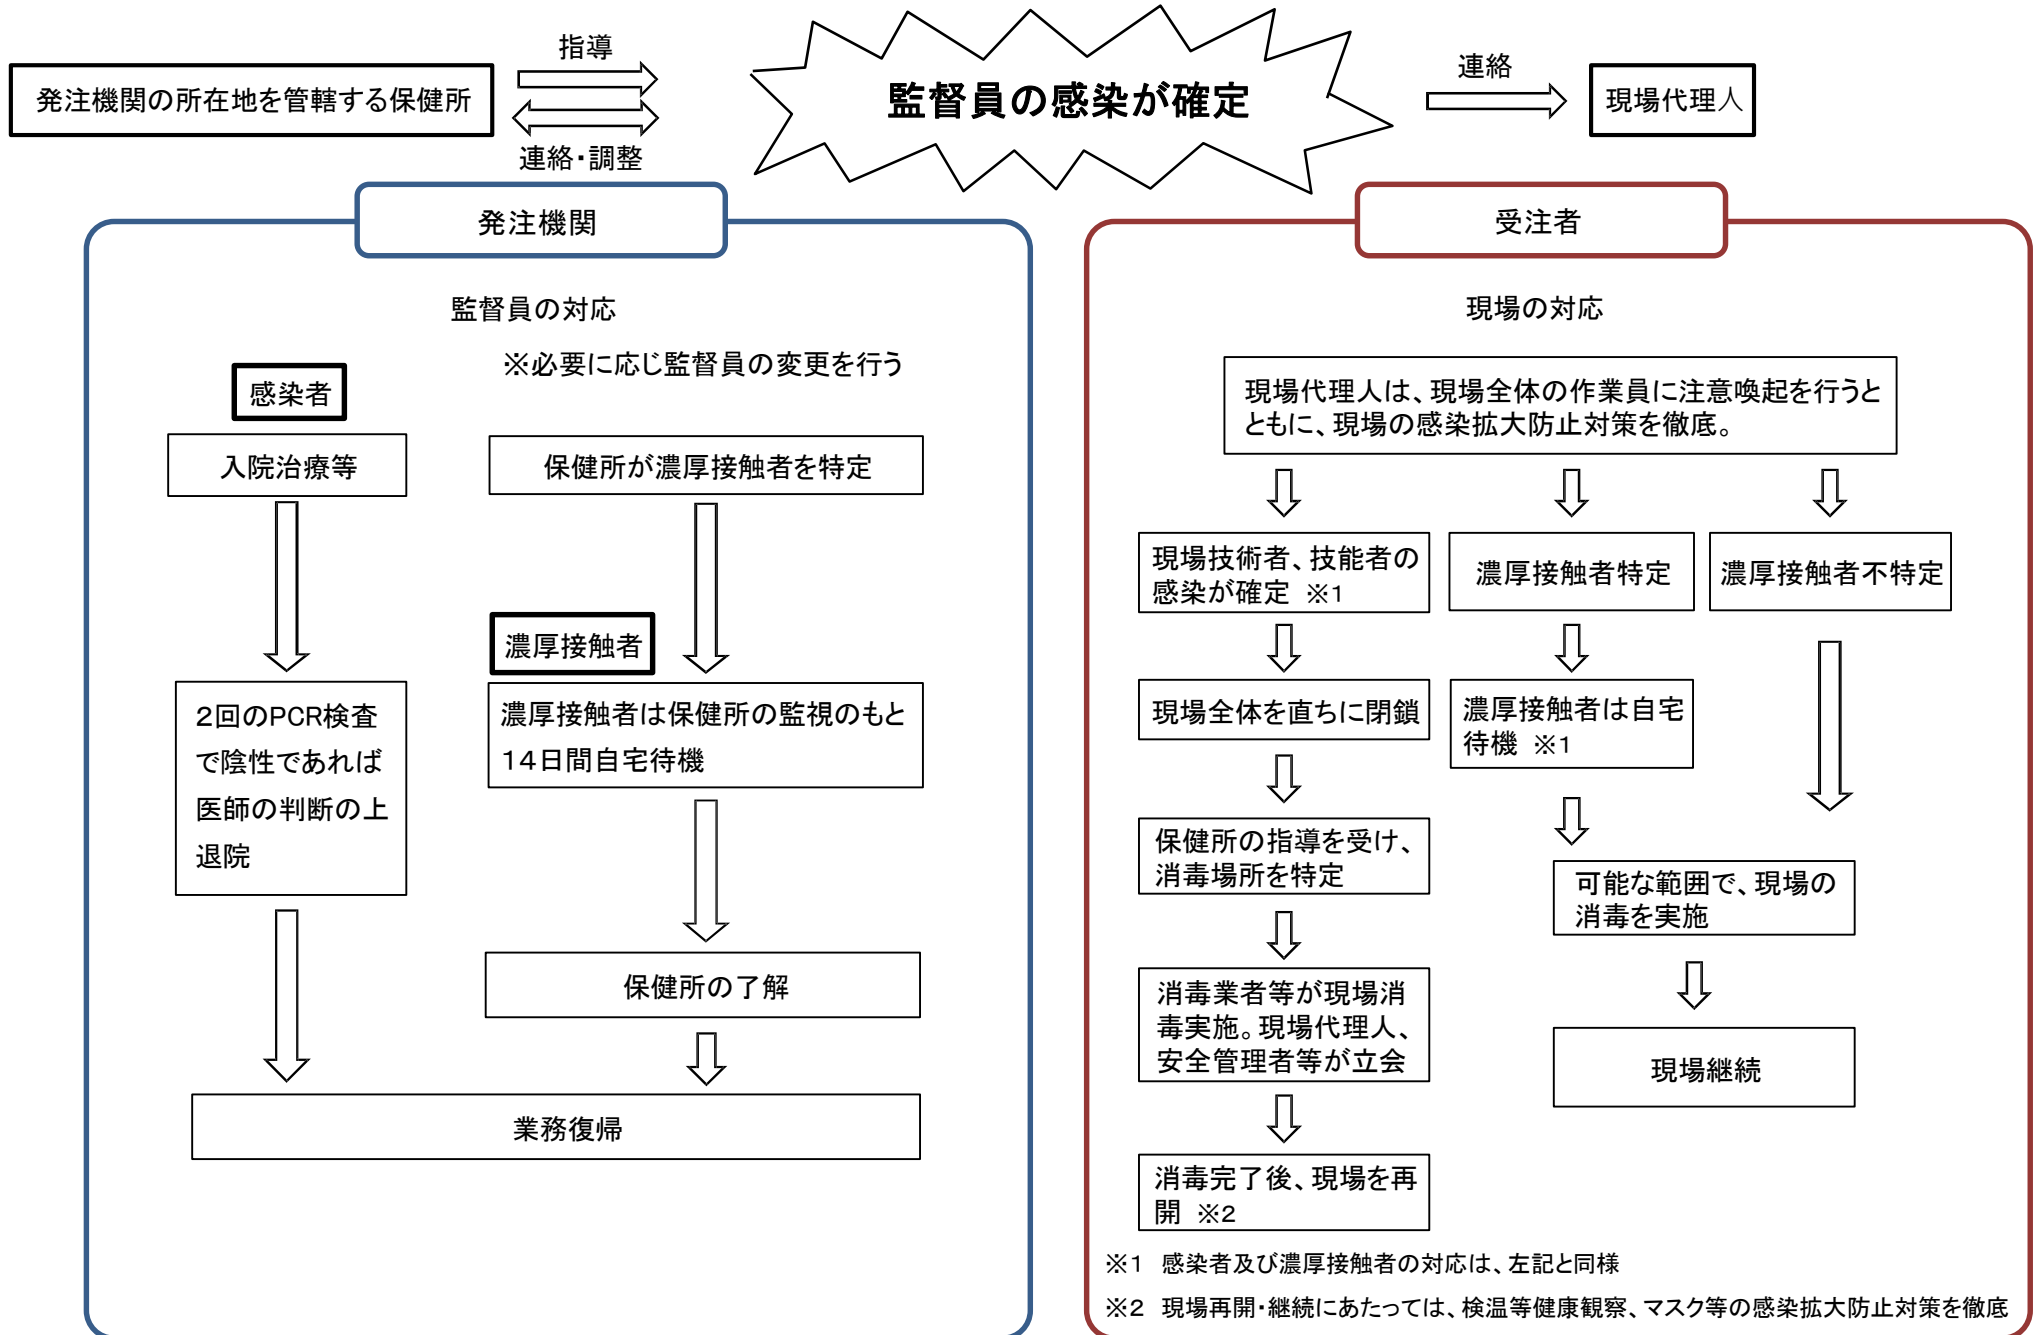 指導
発注機関の所在地を管轄する保健所
連絡・調整
監督員の感染が確定
連絡
現場代理人
発注機関
監督員の対応
※必要に応じ監督員の変更を行う
感染者
入院治療等
2回のPCR検査
で陰性であれば
医師の判断の上
退院
保健所が濃厚接触者を特定
濃厚接触者
濃厚接触者は保健所の監視のもと
14日間自宅待機
保健所の了解
業務復帰
受注者
現場の対応
現場代理人は、現場全体の作業員に注意喚起を行うと
ともに、現場の感染拡大防止対策を徹底。
現場技術者、技能者の
感染が確定 ※1
現場全体を直ちに閉鎖
保健所の指導を受け、
消毒場所を特定
消毒業者等が現場消
毒実施。現場代理人、
安全管理者等が立会
消毒完了後、現場を再
開 ※2
濃厚接触者特定
濃厚接触者は自宅
待機 ※1
濃厚接触者不特定
可能な範囲で、現場の
消毒を実施
現場継続
※1 感染者及び濃厚接触者の対応は、左記と同様
※2 現場再開・継続にあたっては、検温等健康観察、マスク等の感染拡大防止対策を徹底